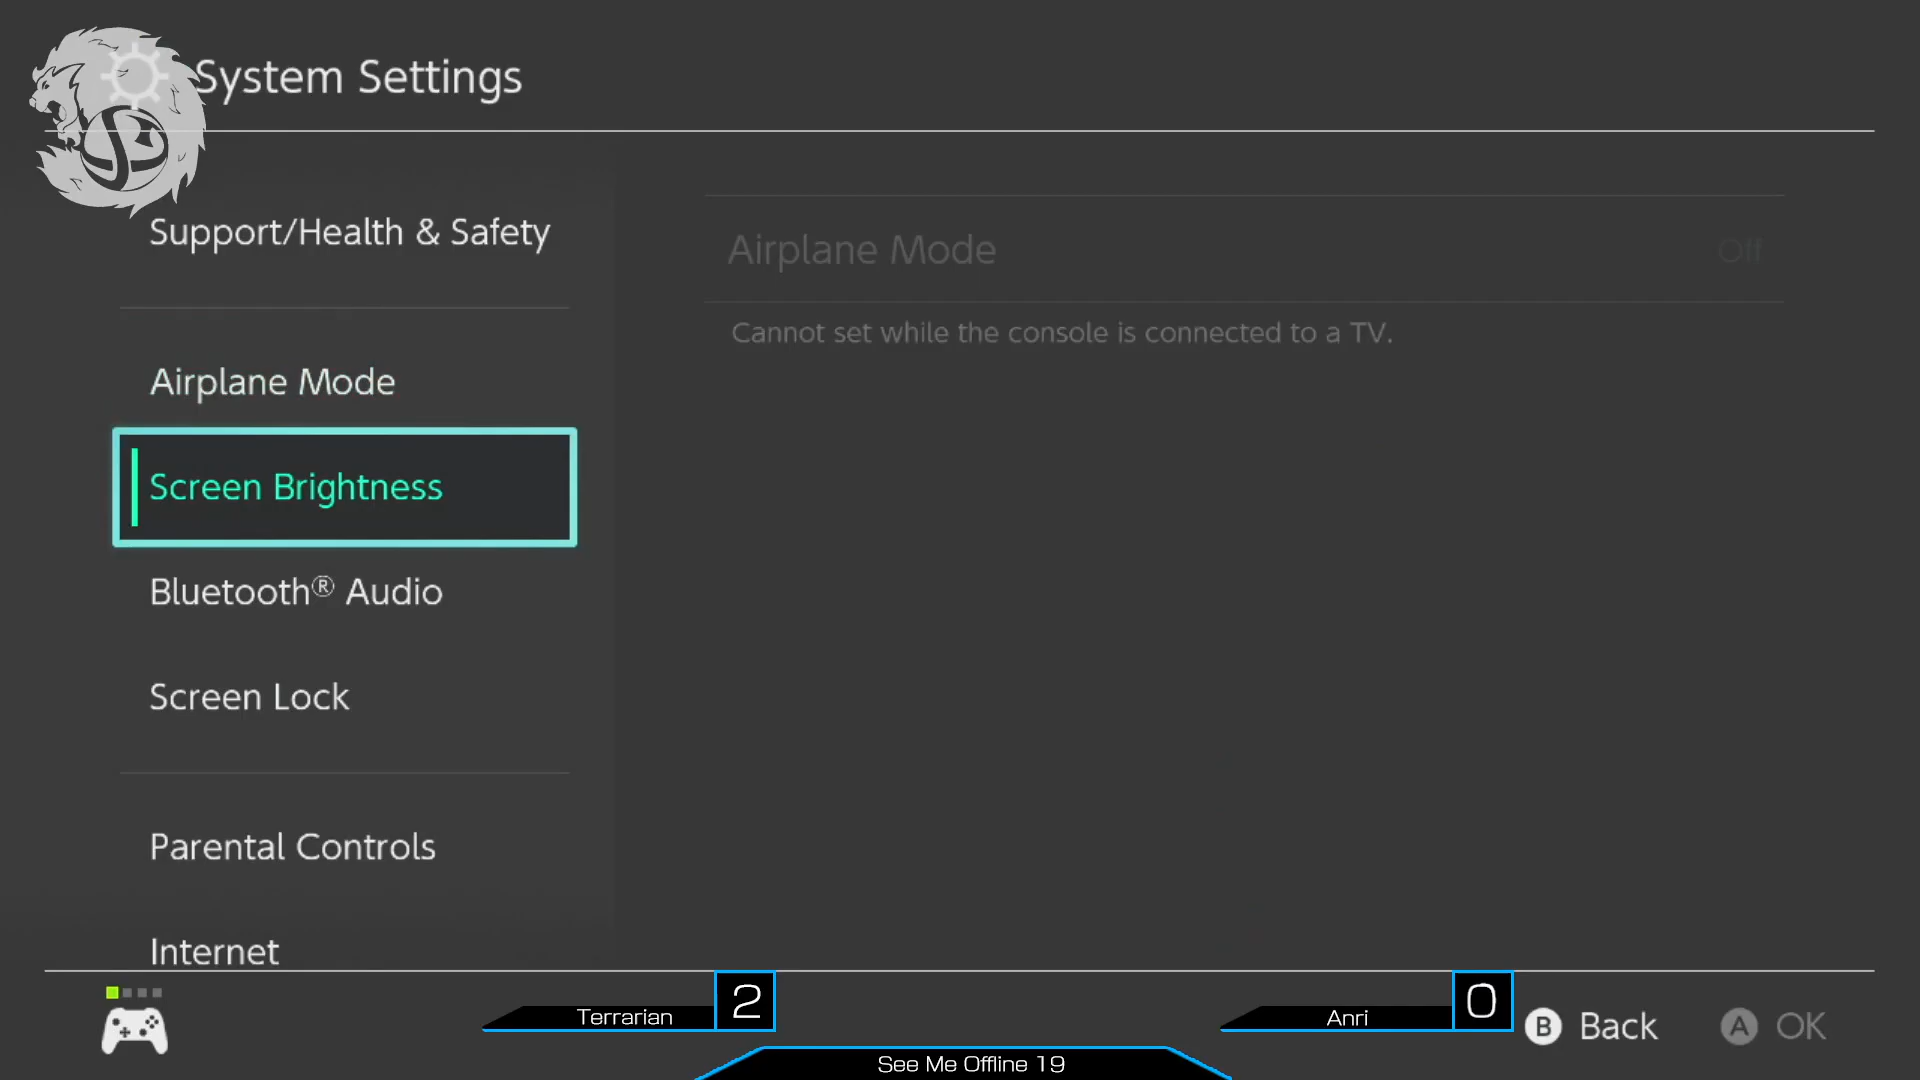 System Settings
Support/Health & Safety
Airplane Mode
Off
Cannot set while the console is connected to a TV.
Airplane Mode
Screen Brightness
Bluetooth® Audio
Screen Lock
Parental Controls
Internet
Terrarian 2
Anri 0
B Back
A OK
See Me Offline 19